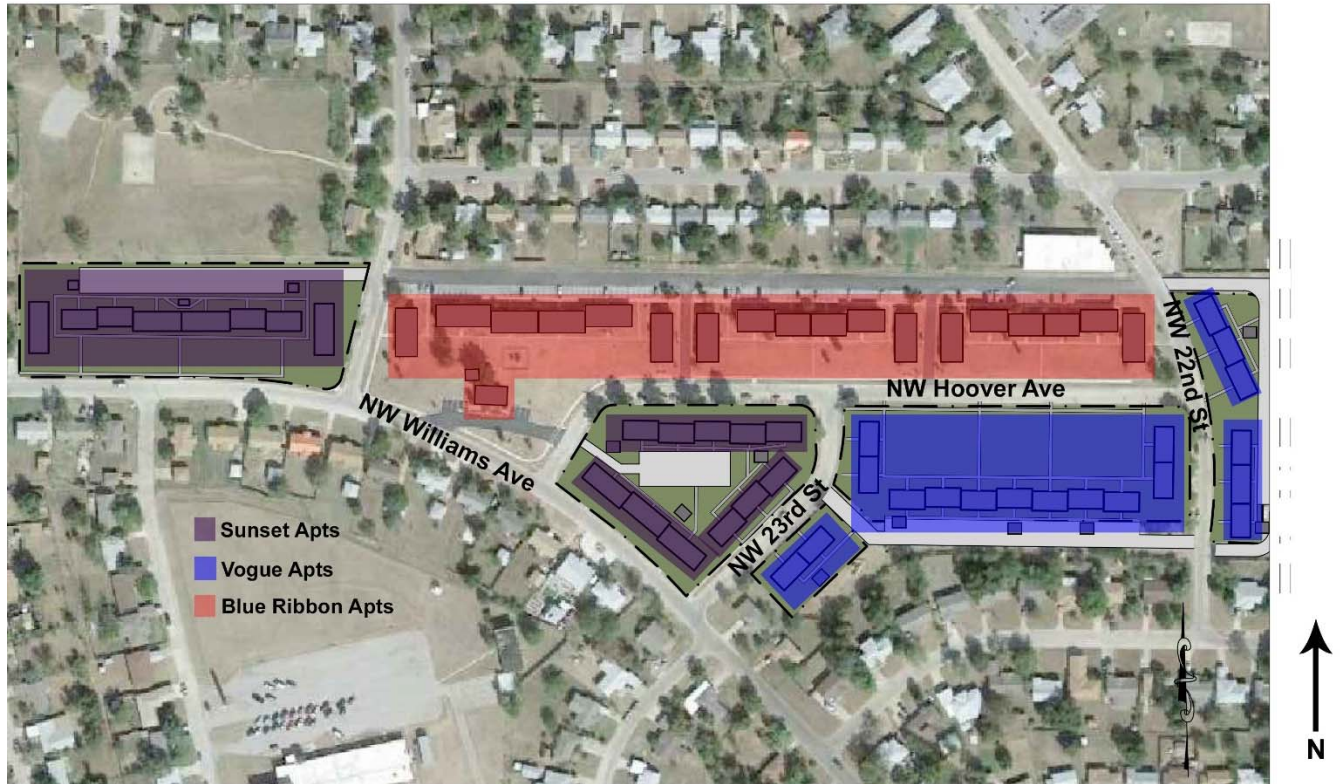 NW Hoover Ave
NW 22nd St
NW Williams Ave
NW 23rd St
Sunset Apts
Vogue Apts
Blue Ribbon Apts
N